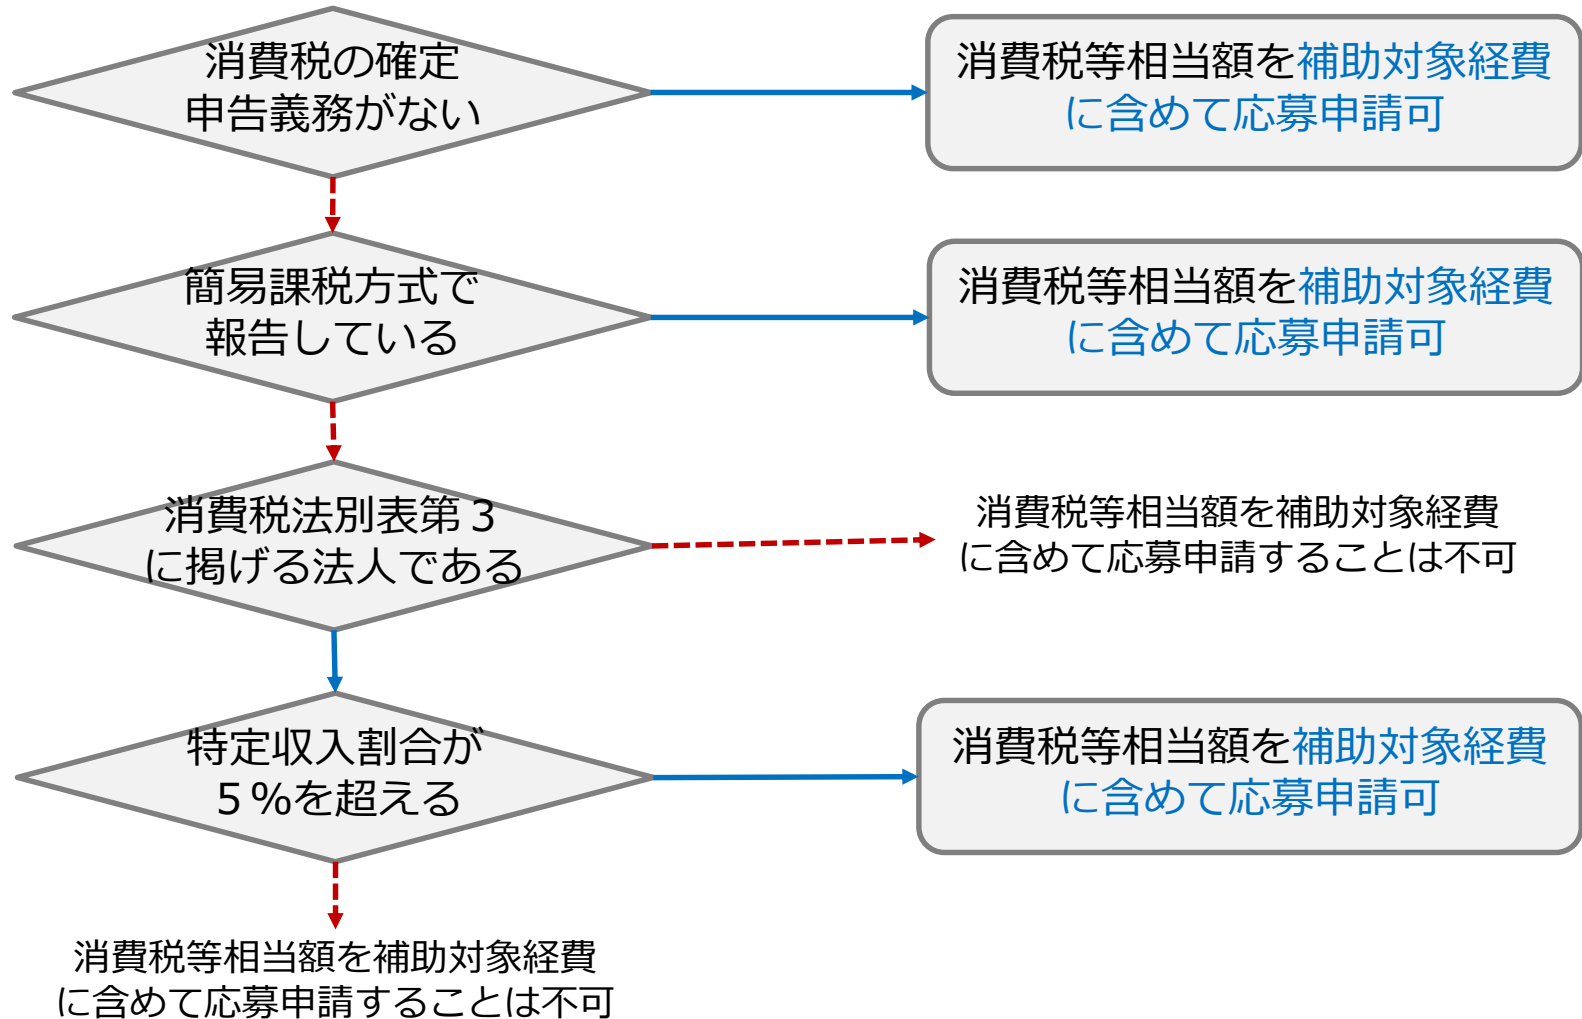 消費税の確定
申告義務がない
消費税等相当額を補助対象経費
に含めて応募申請可
簡易課税方式で
報告している
消費税等相当額を補助対象経費
に含めて応募申請可
消費税法別表第３
に掲げる法人である
消費税等相当額を補助対象経費
に含めて応募申請することは不可
特定収入割合が
５%を超える
消費税等相当額を補助対象経費
に含めて応募申請可
消費税等相当額を補助対象経費
に含めて応募申請することは不可